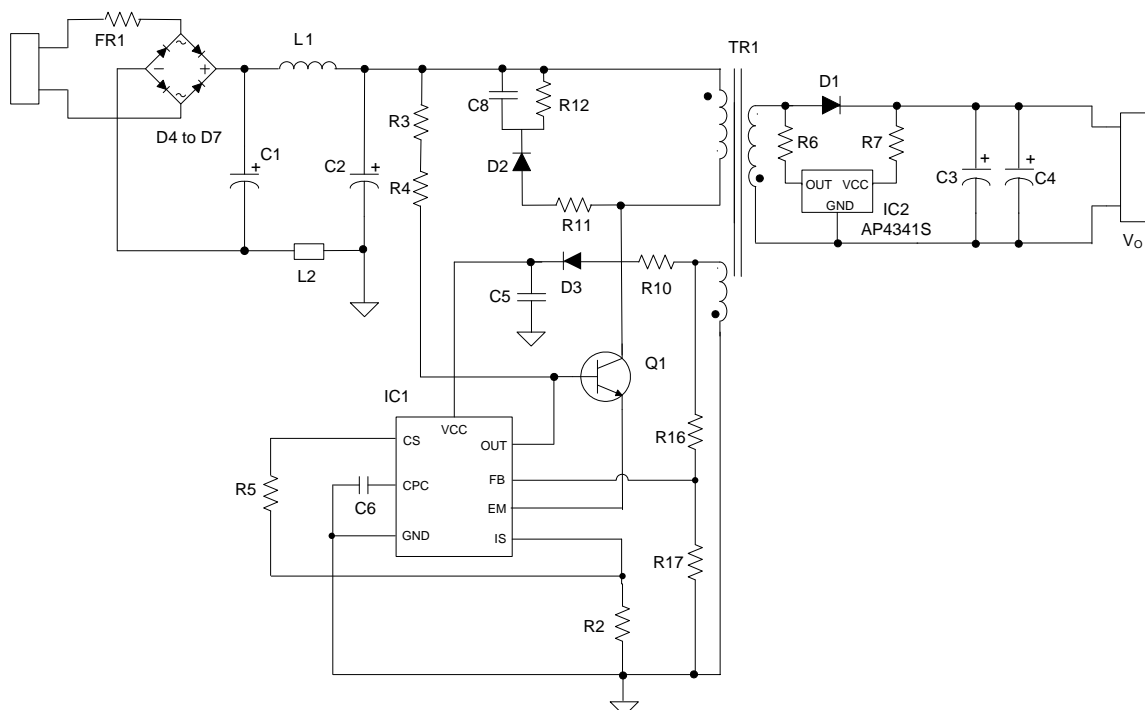 FR1
L1
TR1
~
- +
~
D4 to D7
C1
C2
R3
R4
C8
R12
D2
R11
D1
R6
R7
OUT VCC
GND
IC2
AP4341S
C3
C4
VO
L2
C5
D3
R10
Q1
IC1
VCC
CS
OUT
CPC
FB
EM
GND
IS
R5
C6
R16
R17
R2
+
+
+
+